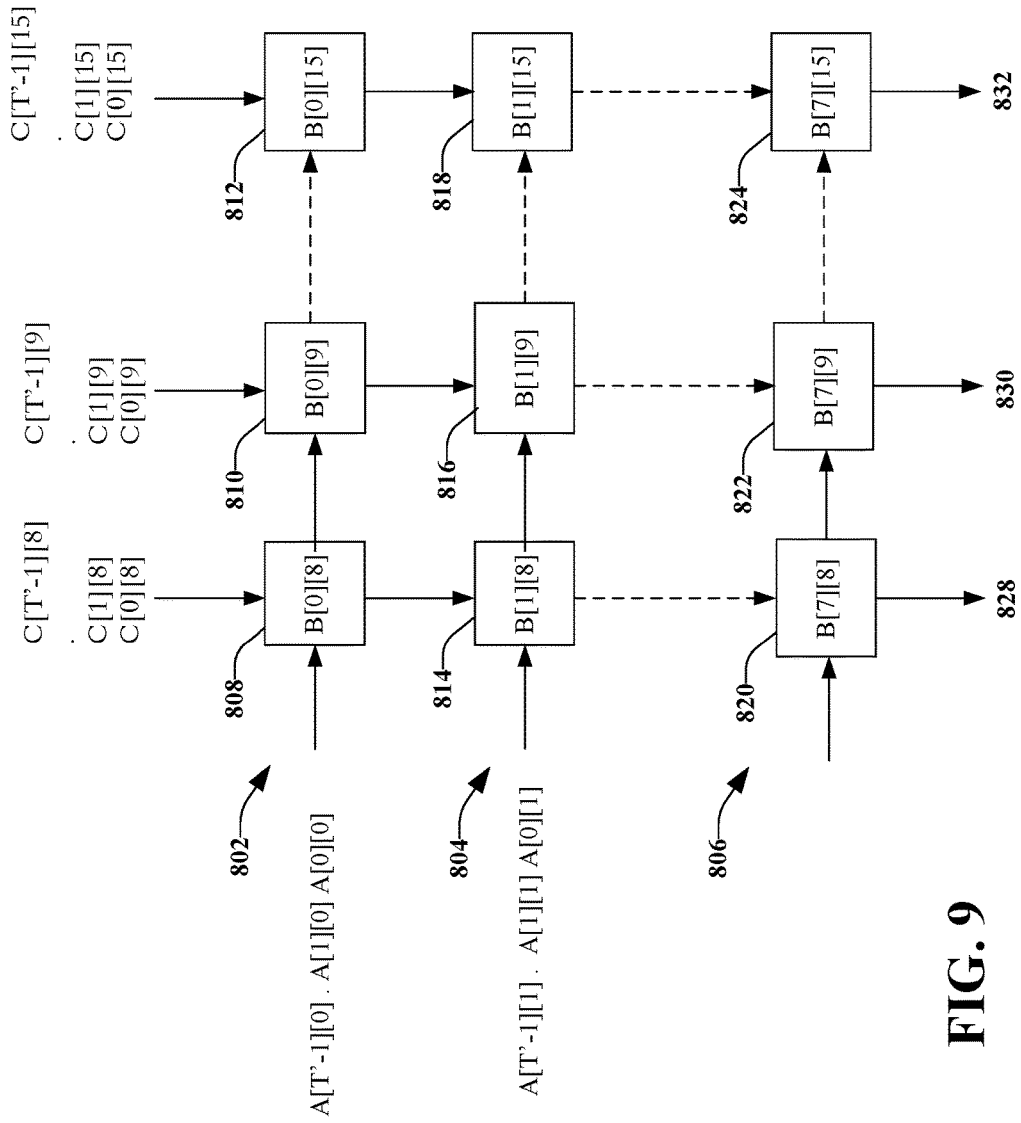 C[T'-1][8]
.
C[1][8]
C[0][8]
C[T'-1][9]
.
C[1][9]
C[0][9]
C[T'-1][15]
.
C[1][15]
C[0][15]
802
808
B[0][8]
810
B[0][9]
812
B[0][15]
A[T'-1][0] . A[1][0] A[0][0]
804
814
B[1][8]
816
B[1][9]
818
B[1][15]
A[T'-1][1] . A[1][1] A[0][1]
806
820
B[7][8]
822
B[7][9]
824
B[7][15]
828
830
832
FIG. 9